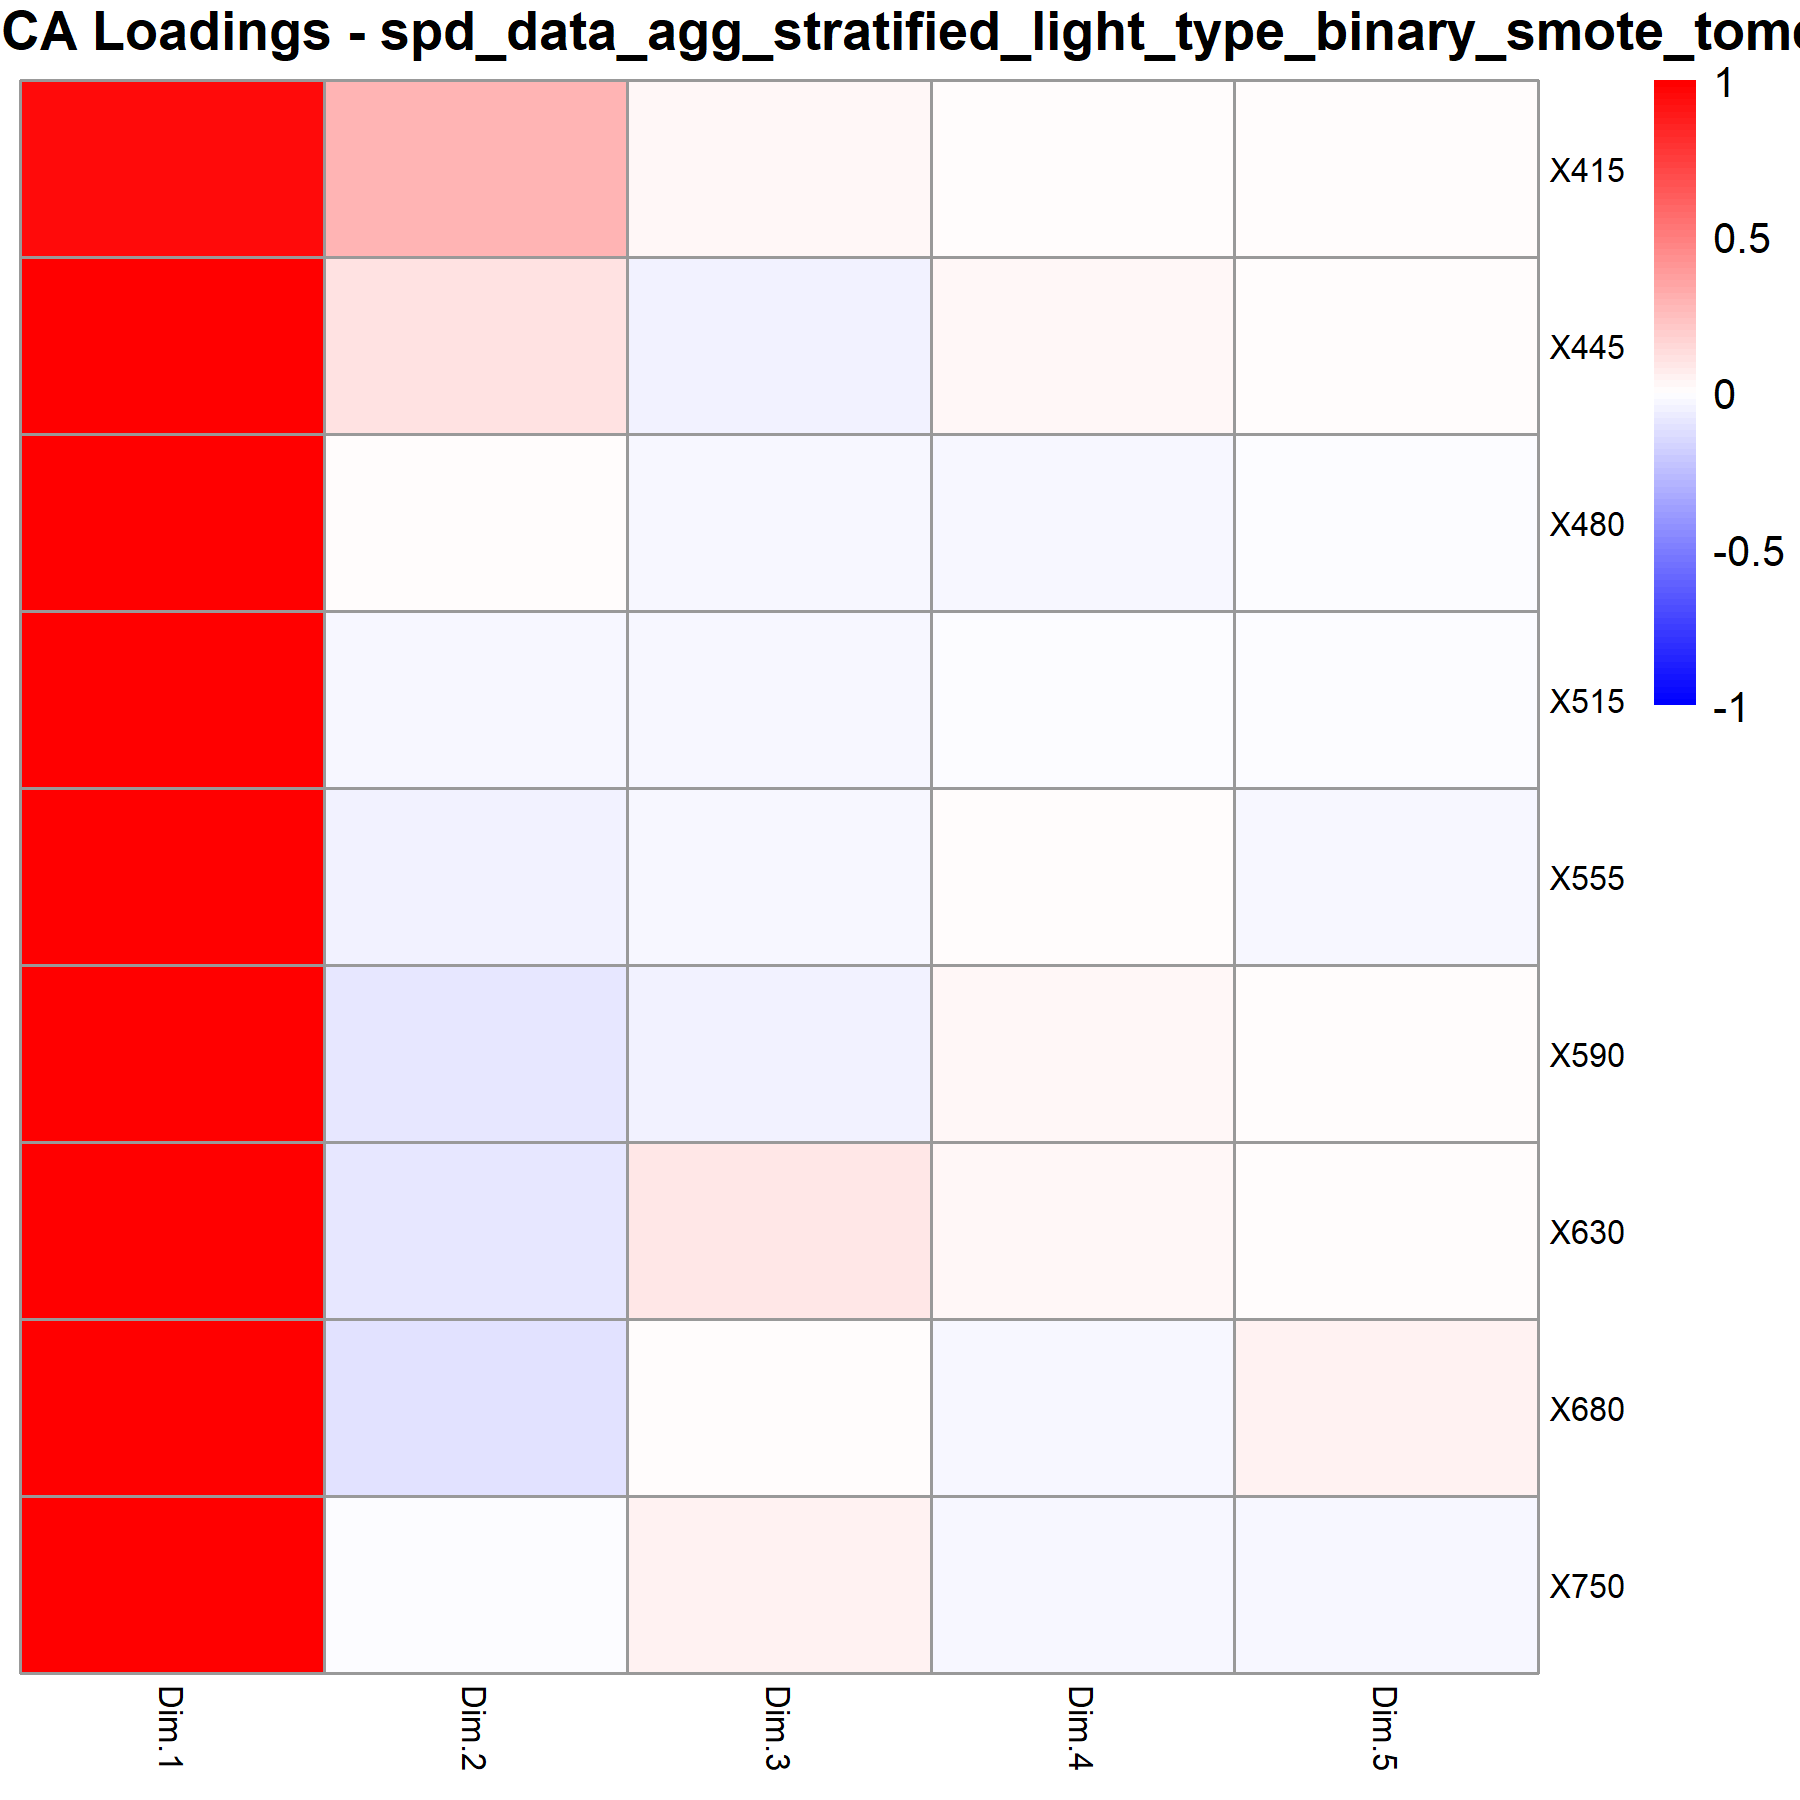 CA Loadings - spd_data_agg_stratified_light_type_binary_smote_tome
1
X415
0.5
X445
0
X480
-0.5
X515
-1
X555
X590
X630
X680
X750
Dim.1
Dim.2
Dim.3
Dim.4
Dim.5